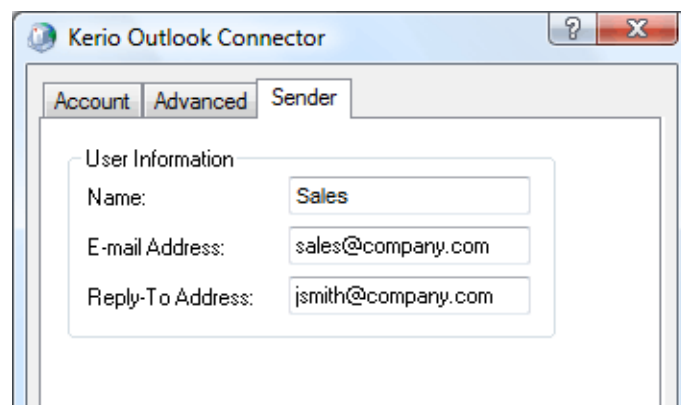 Kerio Outlook Connector
? X
Account Advanced Sender
User Information
Name: Sales
E-mail Address: sales@company.com
Reply-To Address: jsmith@company.com